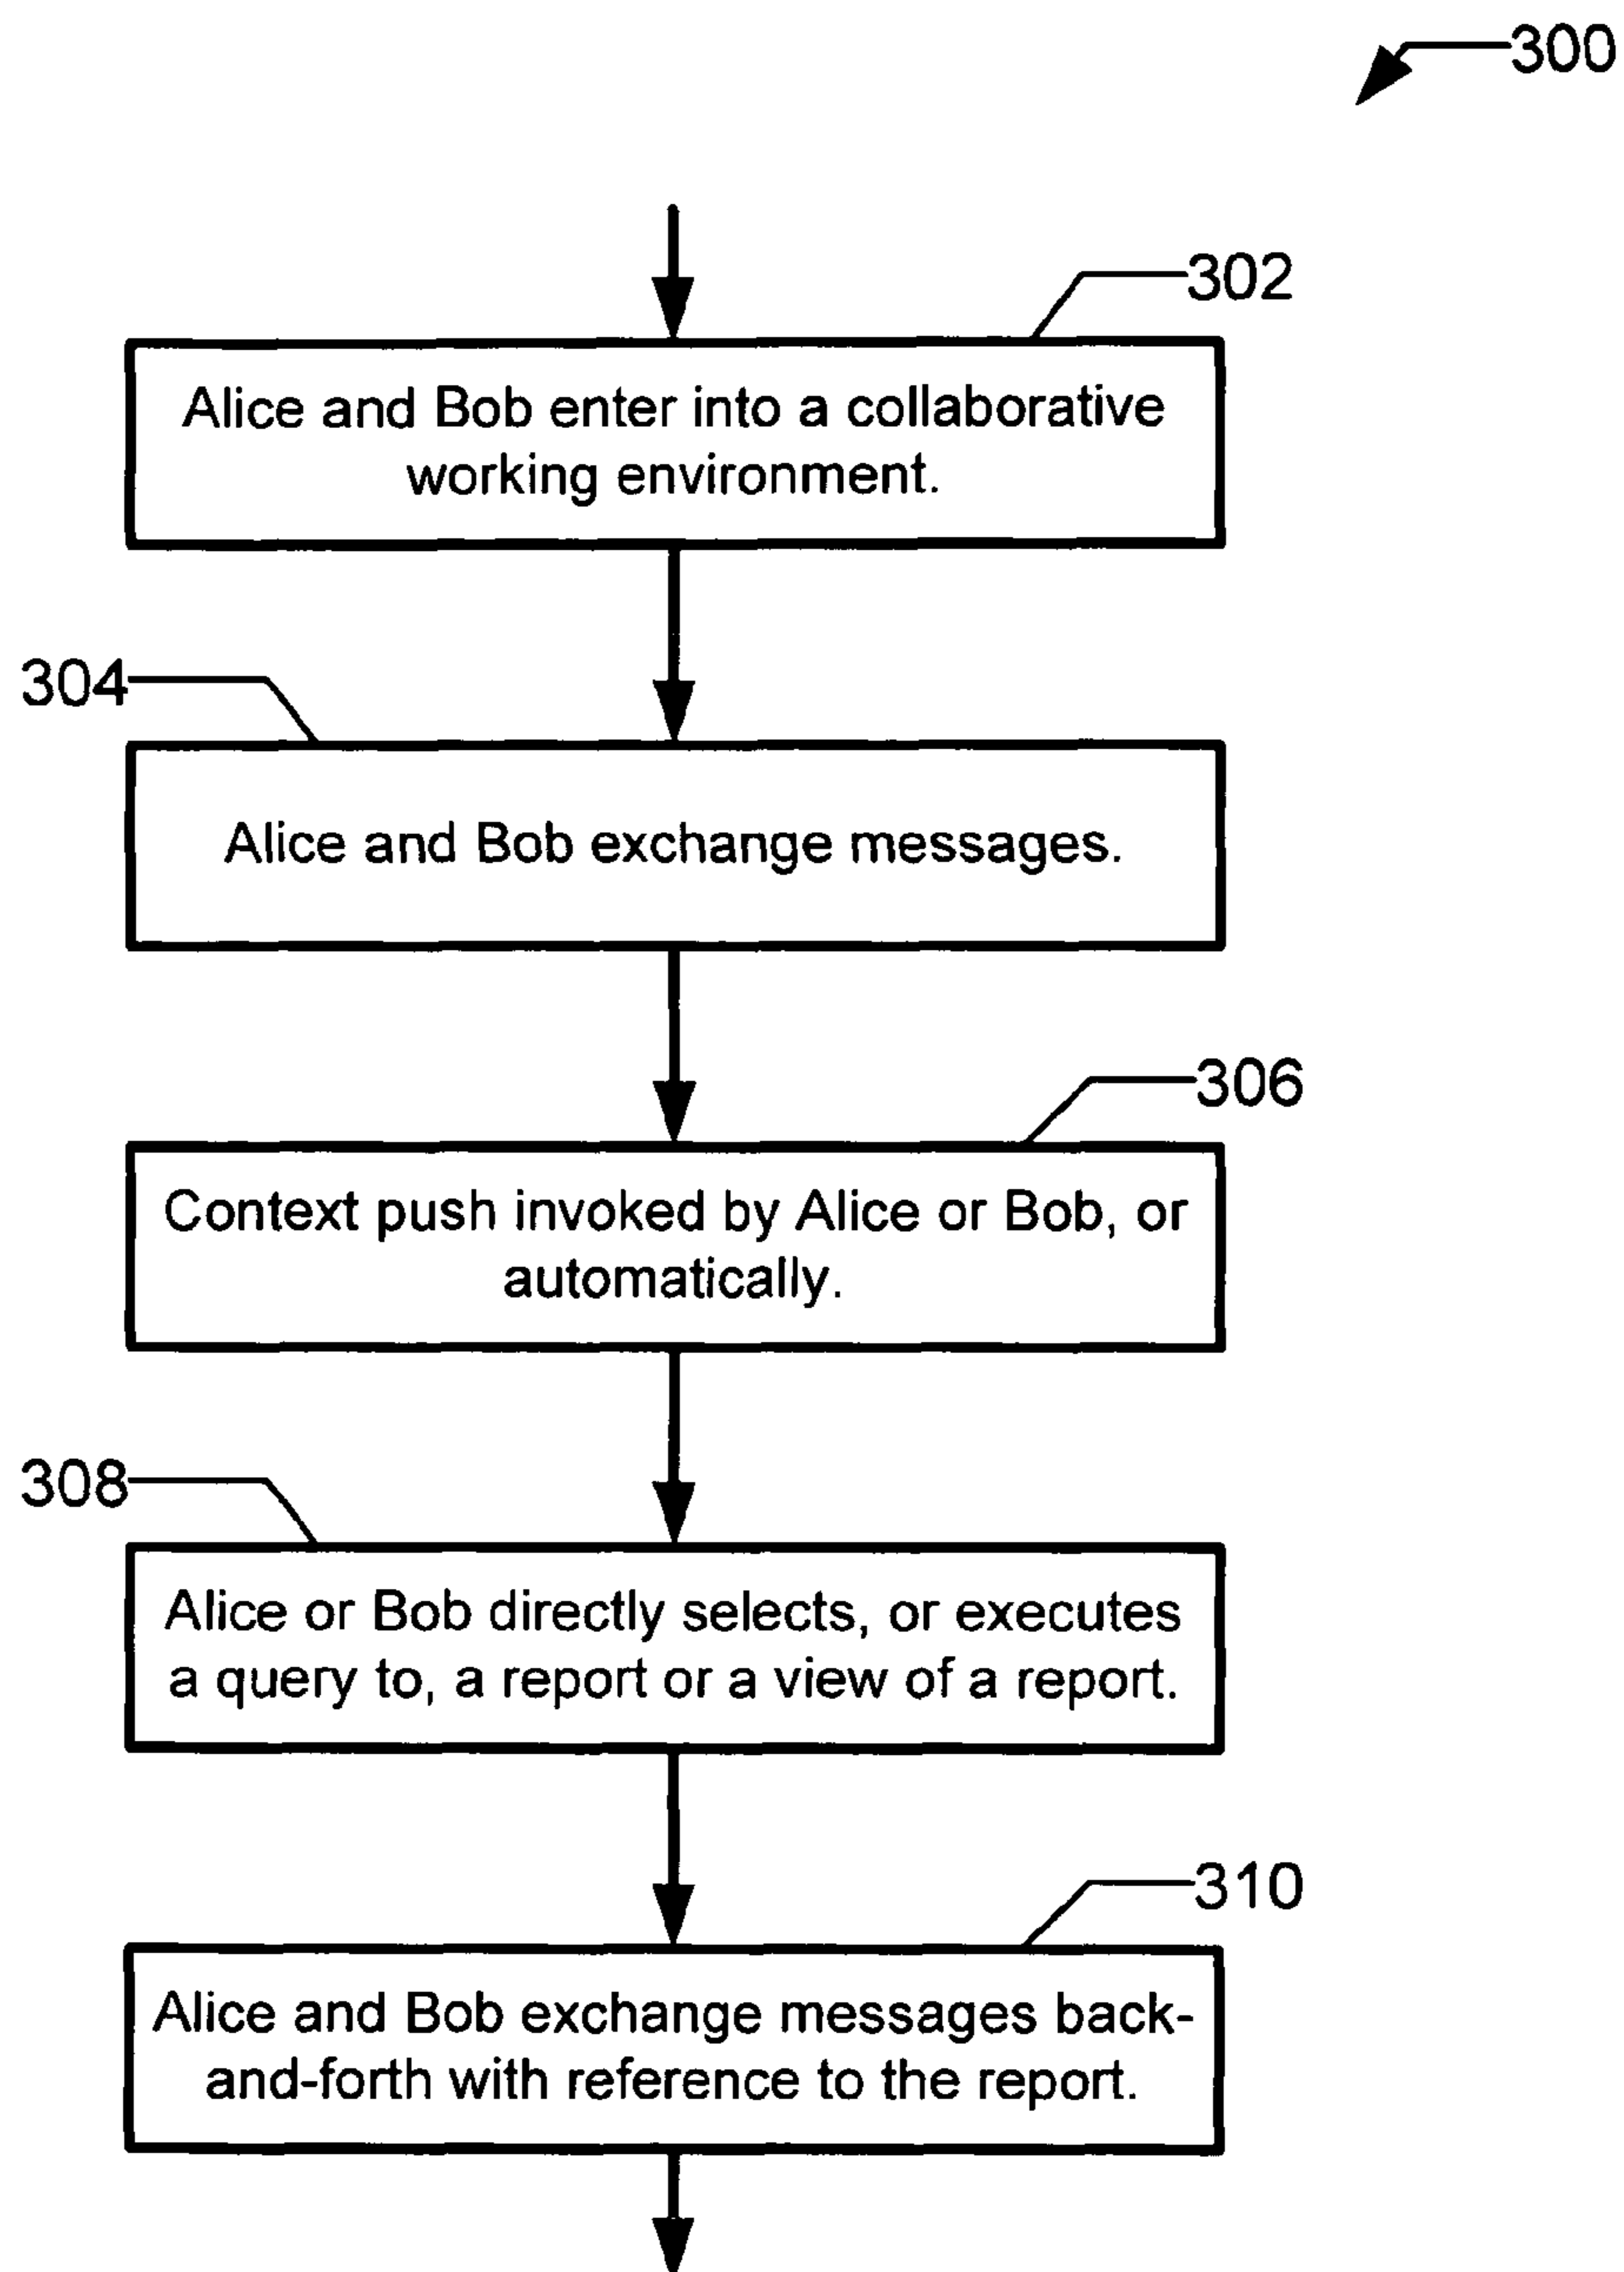 300
302
Alice and Bob enter into a collaborative
working environment.
304
Alice and Bob exchange messages.
306
Context push invoked by Alice or Bob, or
automatically.
308
Alice or Bob directly selects, or executes
a query to, a report or a view of a report.
310
Alice and Bob exchange messages back-
and-forth with reference to the report.